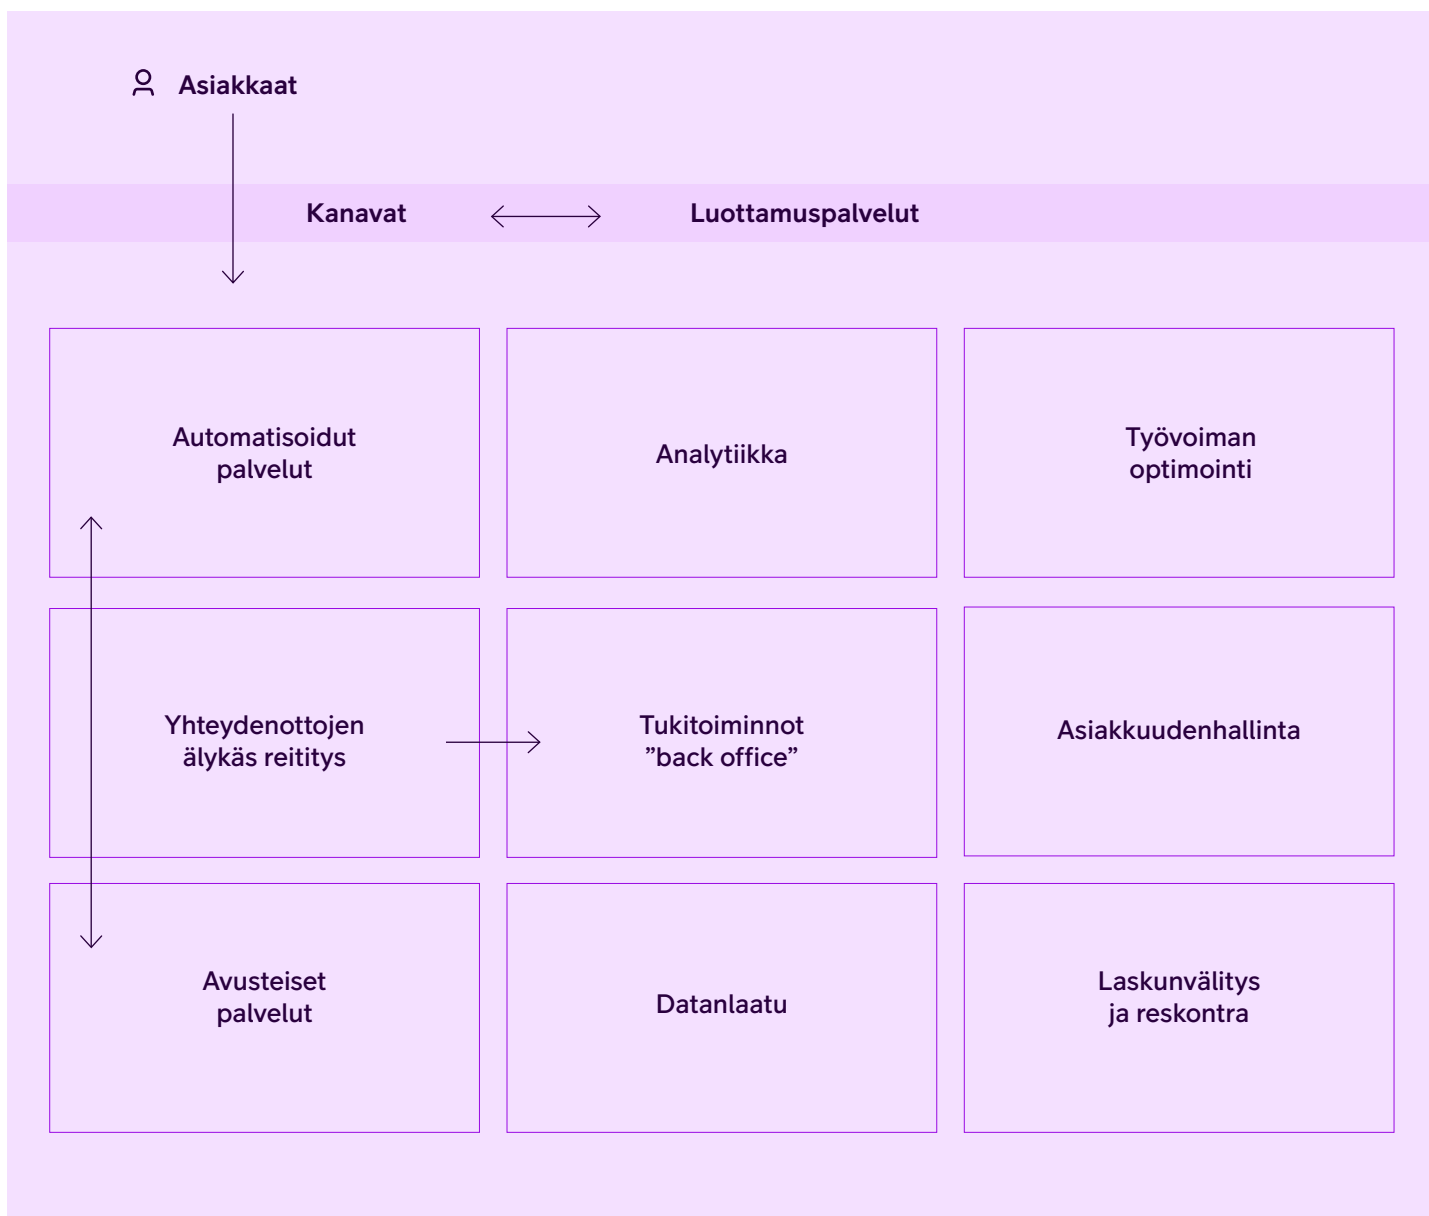 Asiakkaat
Kanavat
Luottamuspalvelut
Automatisoidut
palvelut
Analytiikka
Työvoiman
optimointi
Yhteydenottojen
älykäs reititys
Tukitoiminnot
”back office”
Asiakkuudenhallinta
Avusteiset
palvelut
Datanlaatu
Laskunvälitys
ja reskontra